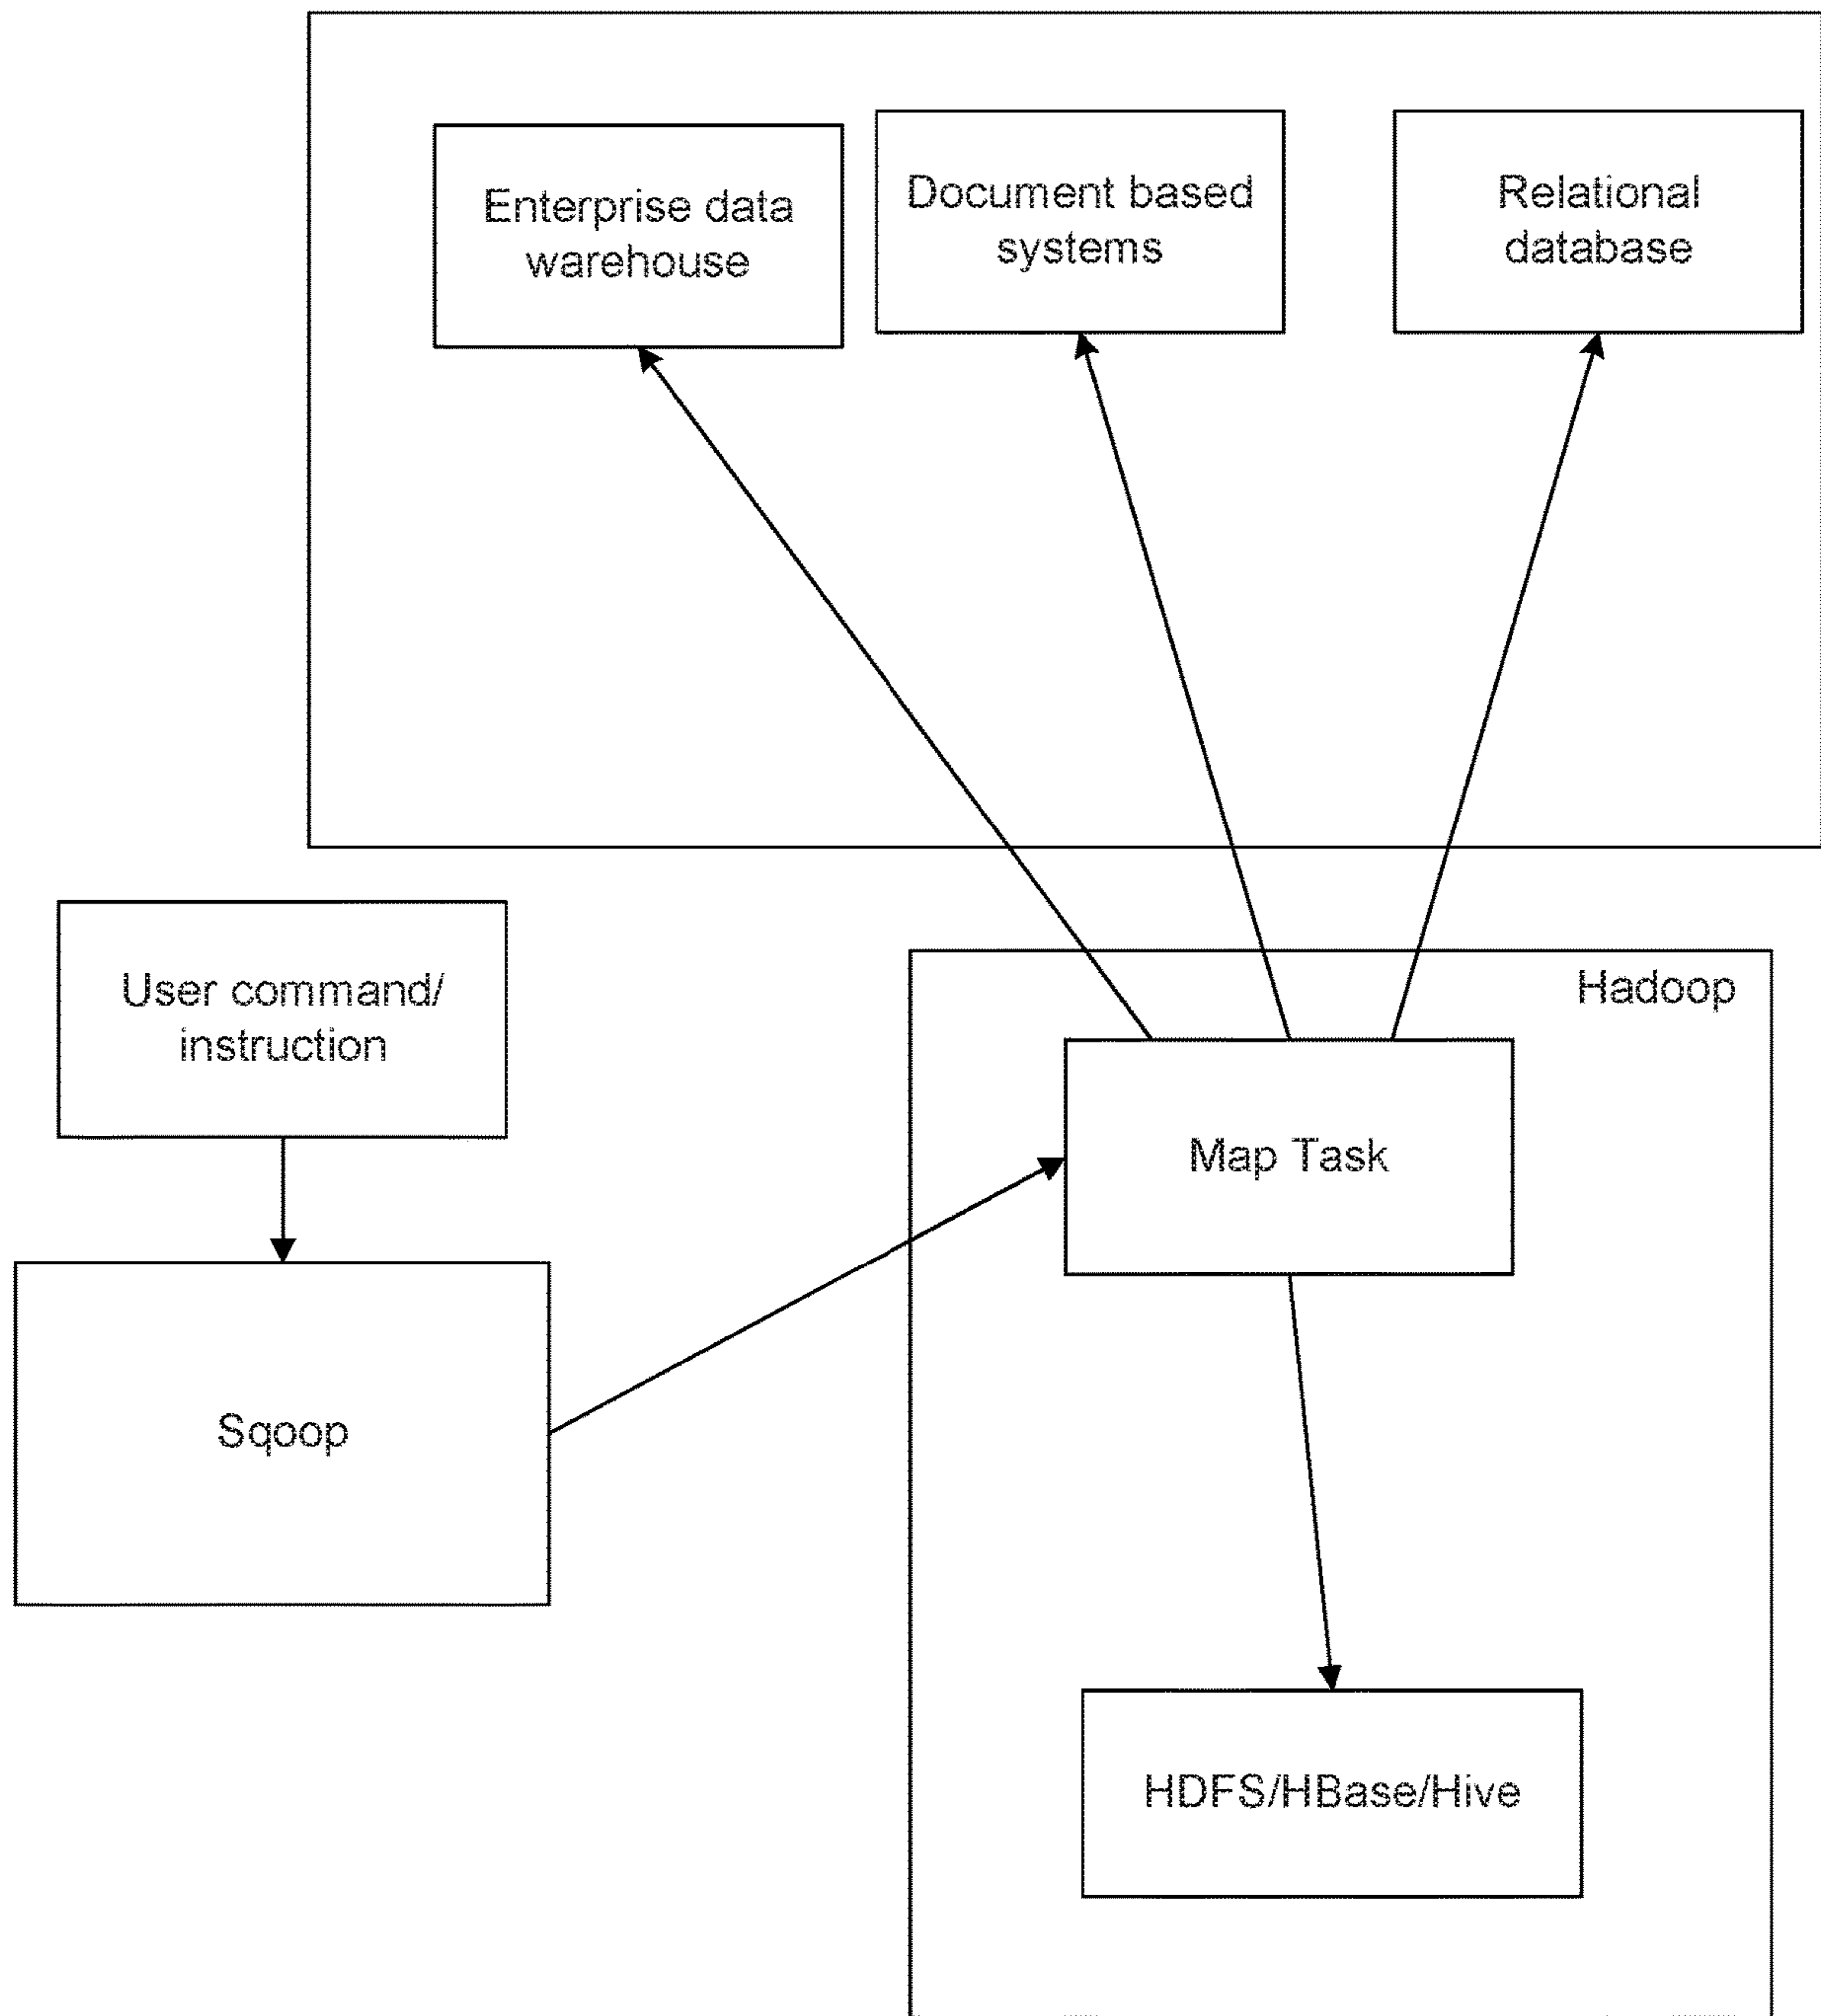 Enterprise data
warehouse
Document based
systems
Relational
database
User command/
instruction
Hadoop
Map Task
Sqoop
HDFS/HBase/Hive